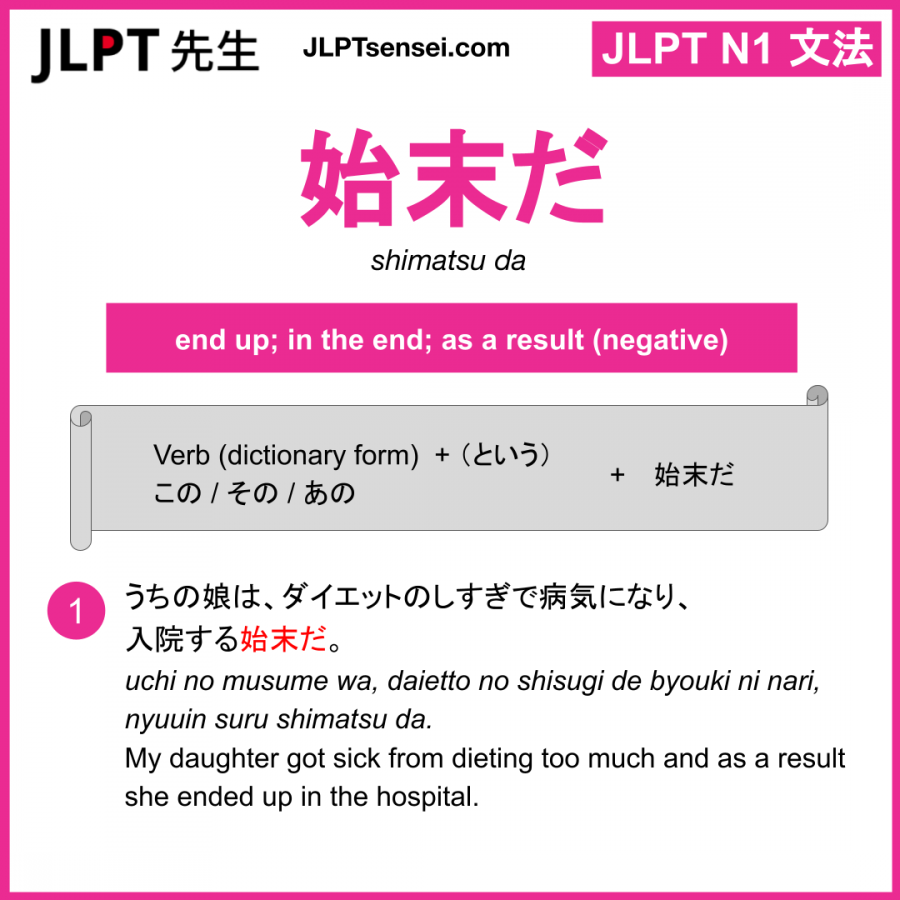 JLPT 先生
JLPTsensei.com
JLPT N1 文法
始末だ
shimatsu da
end up; in the end; as a result (negative)
Verb (dictionary form) + （という）
この / その / あの
+ 始末だ
1
うちの娘は、ダイエットのしすぎで病気になり、
入院する始末だ。
uchi no musume wa, daietto no shisugi de byouki ni nari,
nyuuin suru shimatsu da.
My daughter got sick from dieting too much and as a result
she ended up in the hospital.